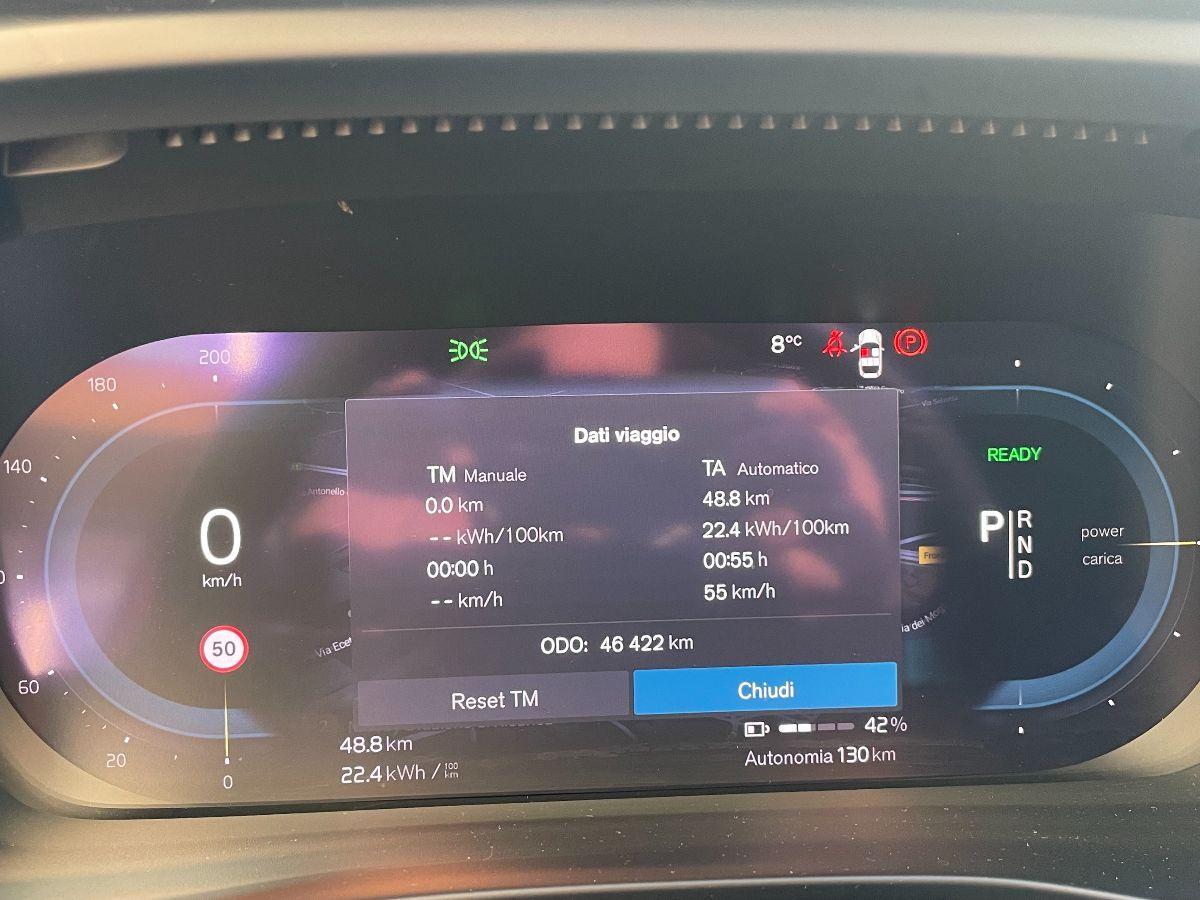 200
180
140
60
20
0
0
km/h
50
8°C
P
Dati viaggio
TM Manuale
0.0 km
-- kWh/100km
00:00 h
-- km/h
TA Automatico
48.8 km
22.4 kWh/100km
00:55 h
55 km/h
ODO: 46 422 km
Reset TM
Chiudi
48.8 km
22.4 kWh / 100 km
42%
Autonomia 130 km
READY
P R
N
D
power
carica
Antonello